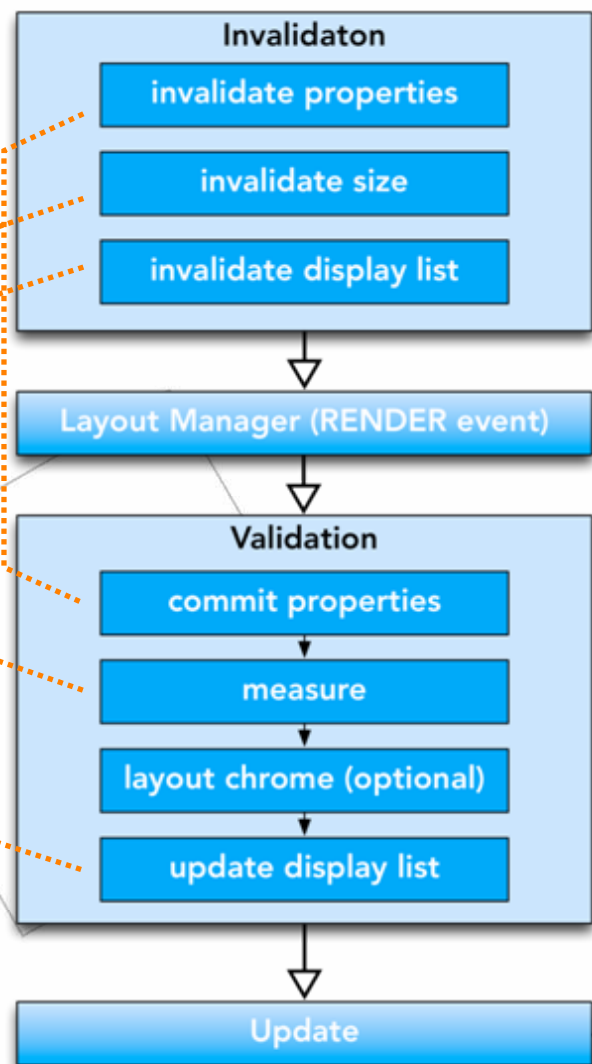 Invalidaton
invalidate properties
invalidate size
invalidate display list
Layout Manager (RENDER event)
Validation
commit properties
measure
layout chrome (optional)
update display list
Update